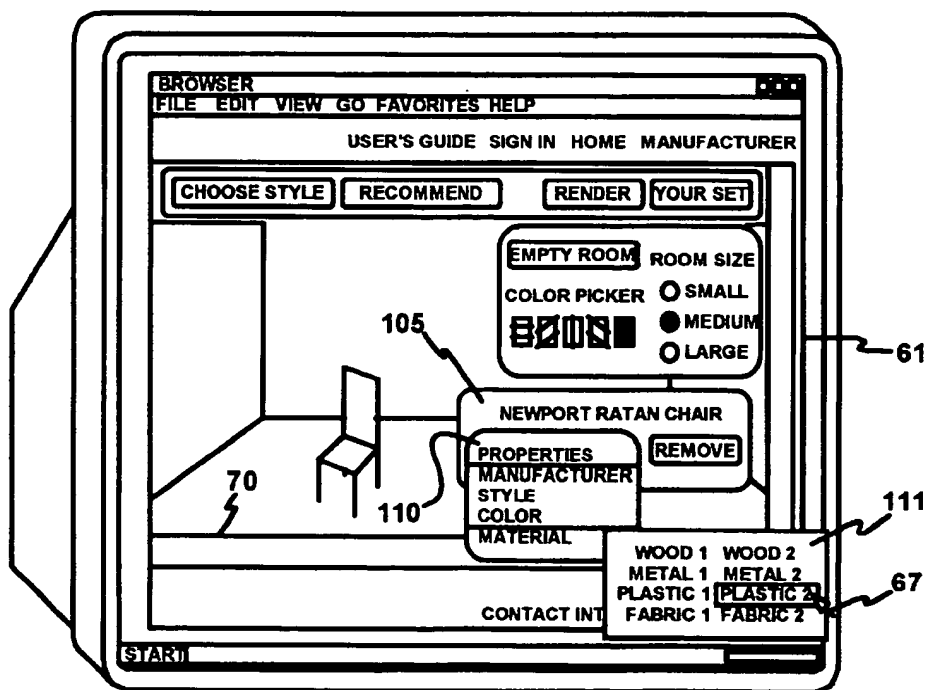 BROWSER
FILE EDIT VIEW GO FAVORITES HELP
USER'S GUIDE SIGN IN HOME MANUFACTURER
CHOOSE STYLE RECOMMEND RENDER YOUR SET
EMPTY ROOM ROOM SIZE
COLOR PICKER SMALL
MEDIUM
LARGE
105
61
NEWPORT RATAN CHAIR
PROPERTIES REMOVE
MANUFACTURER
STYLE
COLOR
MATERIAL
70
110
111
WOOD 1 WOOD 2
METAL 1 METAL 2
PLASTIC 1 PLASTIC 2
FABRIC 1 FABRIC 2
67
CONTACT INT
START